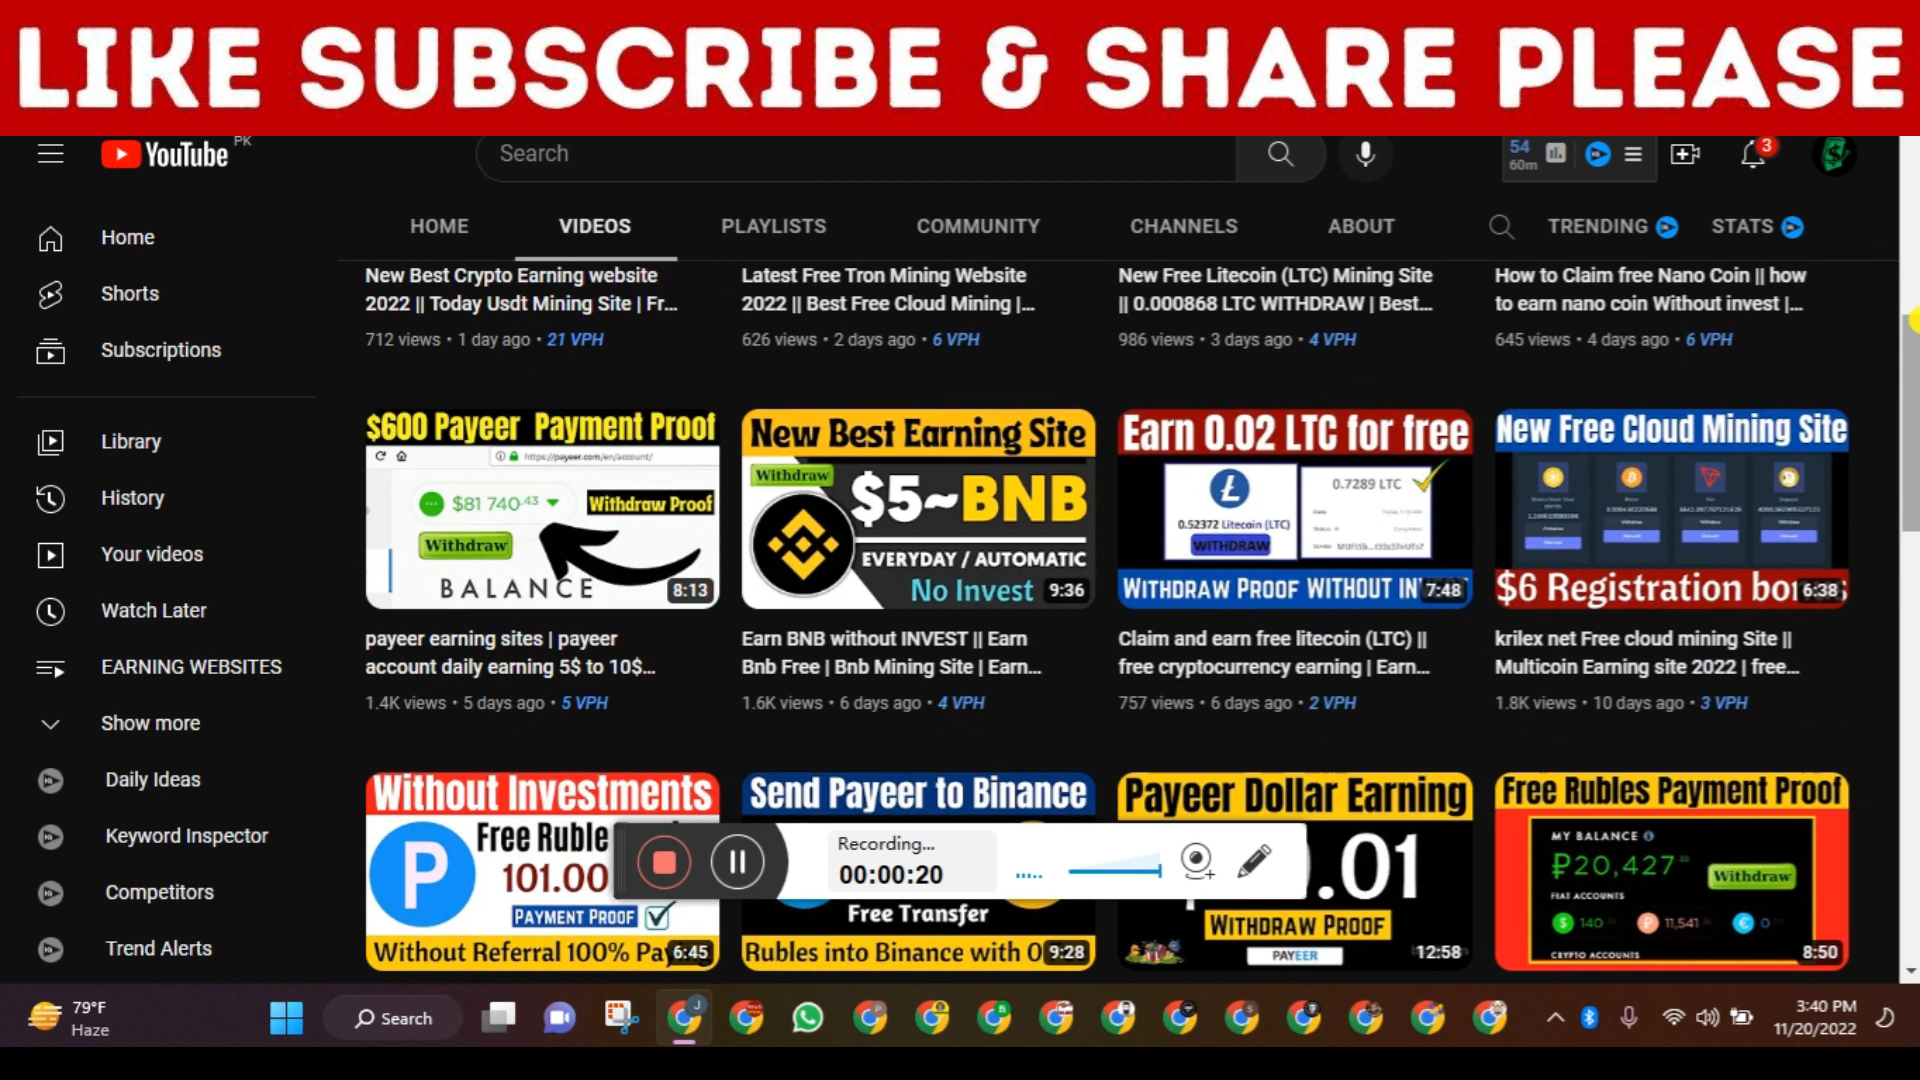 LIKE SUBSCRIBE & SHARE PLEASE
YouTube PK
Search
54
60m
3
HOME
VIDEOS
PLAYLISTS
COMMUNITY
CHANNELS
ABOUT
TRENDING
STATS
Home
Shorts
Subscriptions
Library
History
Your videos
Watch Later
EARNING WEBSITES
Show more
Daily Ideas
Keyword Inspector
Competitors
Trend Alerts
New Best Crypto Earning website
2022 || Today Usdt Mining Site | Fr...
712 views • 1 day ago • 21 VPH
Latest Free Tron Mining Website
2022 || Best Free Cloud Mining |...
626 views • 2 days ago • 6 VPH
New Free Litecoin (LTC) Mining Site
|| 0.000868 LTC WITHDRAW | Best...
986 views • 3 days ago • 4 VPH
How to Claim free Nano Coin || how
to earn nano coin Without invest |...
645 views • 4 days ago • 6 VPH
$600 Payeer Payment Proof
https://payeer.com/en/account/
$81 740.43
Withdraw Proof
Withdraw
BALANCE
8:13
payeer earning sites | payeer
account daily earning 5$ to 10$...
1.4K views • 5 days ago • 5 VPH
New Best Earning Site
Withdraw
$5~BNB
EVERYDAY / AUTOMATIC
No Invest
9:36
Earn BNB without INVEST || Earn
Bnb Free | Bnb Mining Site | Earn...
1.6K views • 6 days ago • 4 VPH
Earn 0.02 LTC for free
0.52372 Litecoin (LTC)
WITHDRAW
0.7289 LTC
WITHDRAW PROOF WITHOUT IN
7:48
Claim and earn free litecoin (LTC) ||
free cryptocurrency earning | Earn...
757 views • 6 days ago • 2 VPH
New Free Cloud Mining Site
$6 Registration bo
6:38
krilex net Free cloud mining Site ||
Multicoin Earning site 2022 | free...
1.8K views • 10 days ago • 3 VPH
Without Investments
P
Free Ruble
101.00
PAYMENT PROOF
Without Referral 100% Pa
6:45
Send Payeer to Binance
Free Transfer
Rubles into Binance with 0
9:28
Payeer Dollar Earning
.01
WITHDRAW PROOF
PAYEER
12:58
Free Rubles Payment Proof
MY BALANCE
₽20,427
Withdraw
FIAT ACCOUNTS
140
11,541
0
CRYPTO ACCOUNTS
8:50
Recording...
00:00:20
79°F
Haze
Search
3:40 PM
11/20/2022